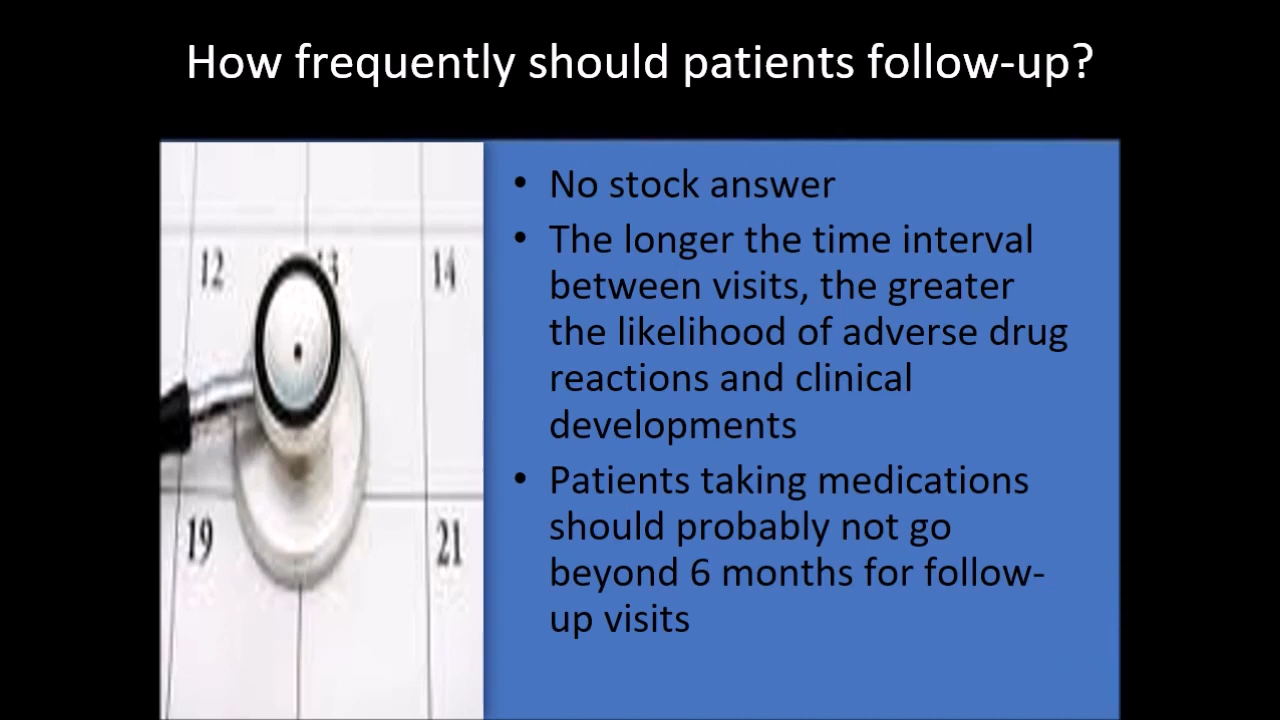 How frequently should patients follow-up?
• No stock answer
• The longer the time interval
between visits, the greater
the likelihood of adverse drug
reactions and clinical
developments
• Patients taking medications
should probably not go
beyond 6 months for follow-
up visits
12 13 14
19 21